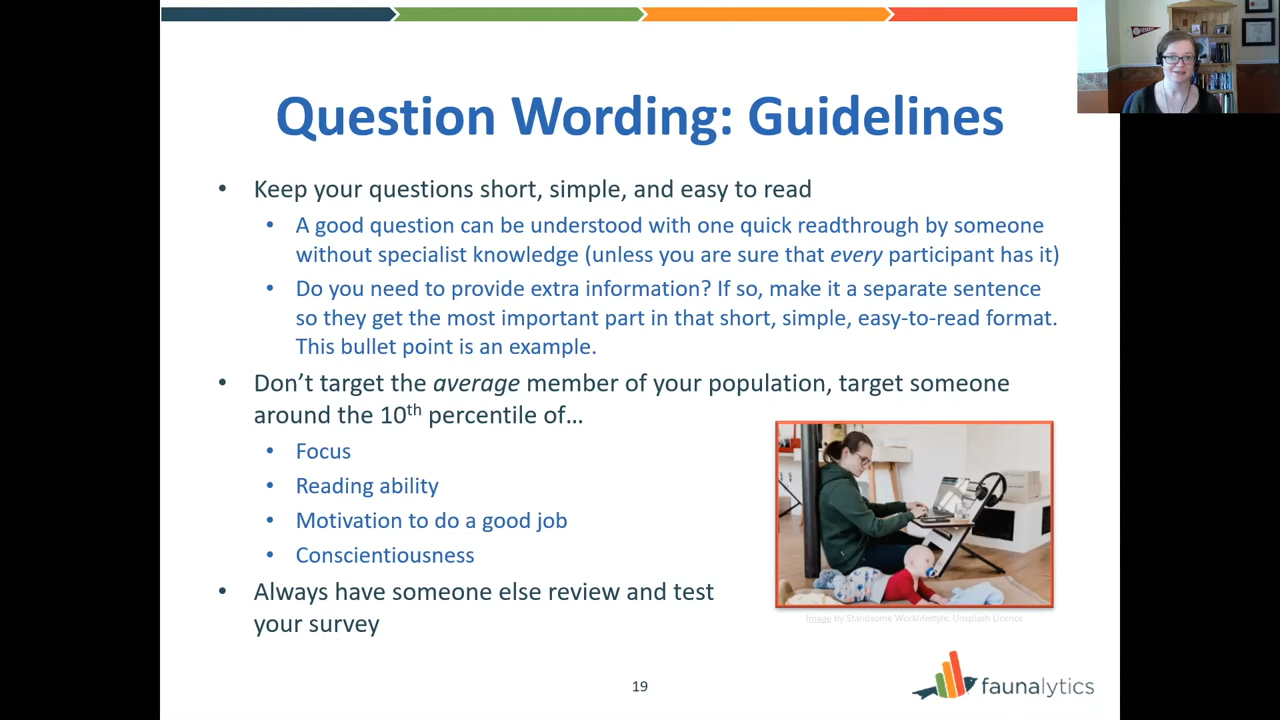 Question Wording: Guidelines
• Keep your questions short, simple, and easy to read
• A good question can be understood with one quick readthrough by someone
without specialist knowledge (unless you are sure that every participant has it)
• Do you need to provide extra information? If so, make it a separate sentence
so they get the most important part in that short, simple, easy-to-read format.
This bullet point is an example.
• Don’t target the average member of your population, target someone
around the 10th percentile of…
• Focus
• Reading ability
• Motivation to do a good job
• Conscientiousness
• Always have someone else review and test
your survey
Image by Standsome Worklifestyle, Unsplash Licence
19
faunalytics